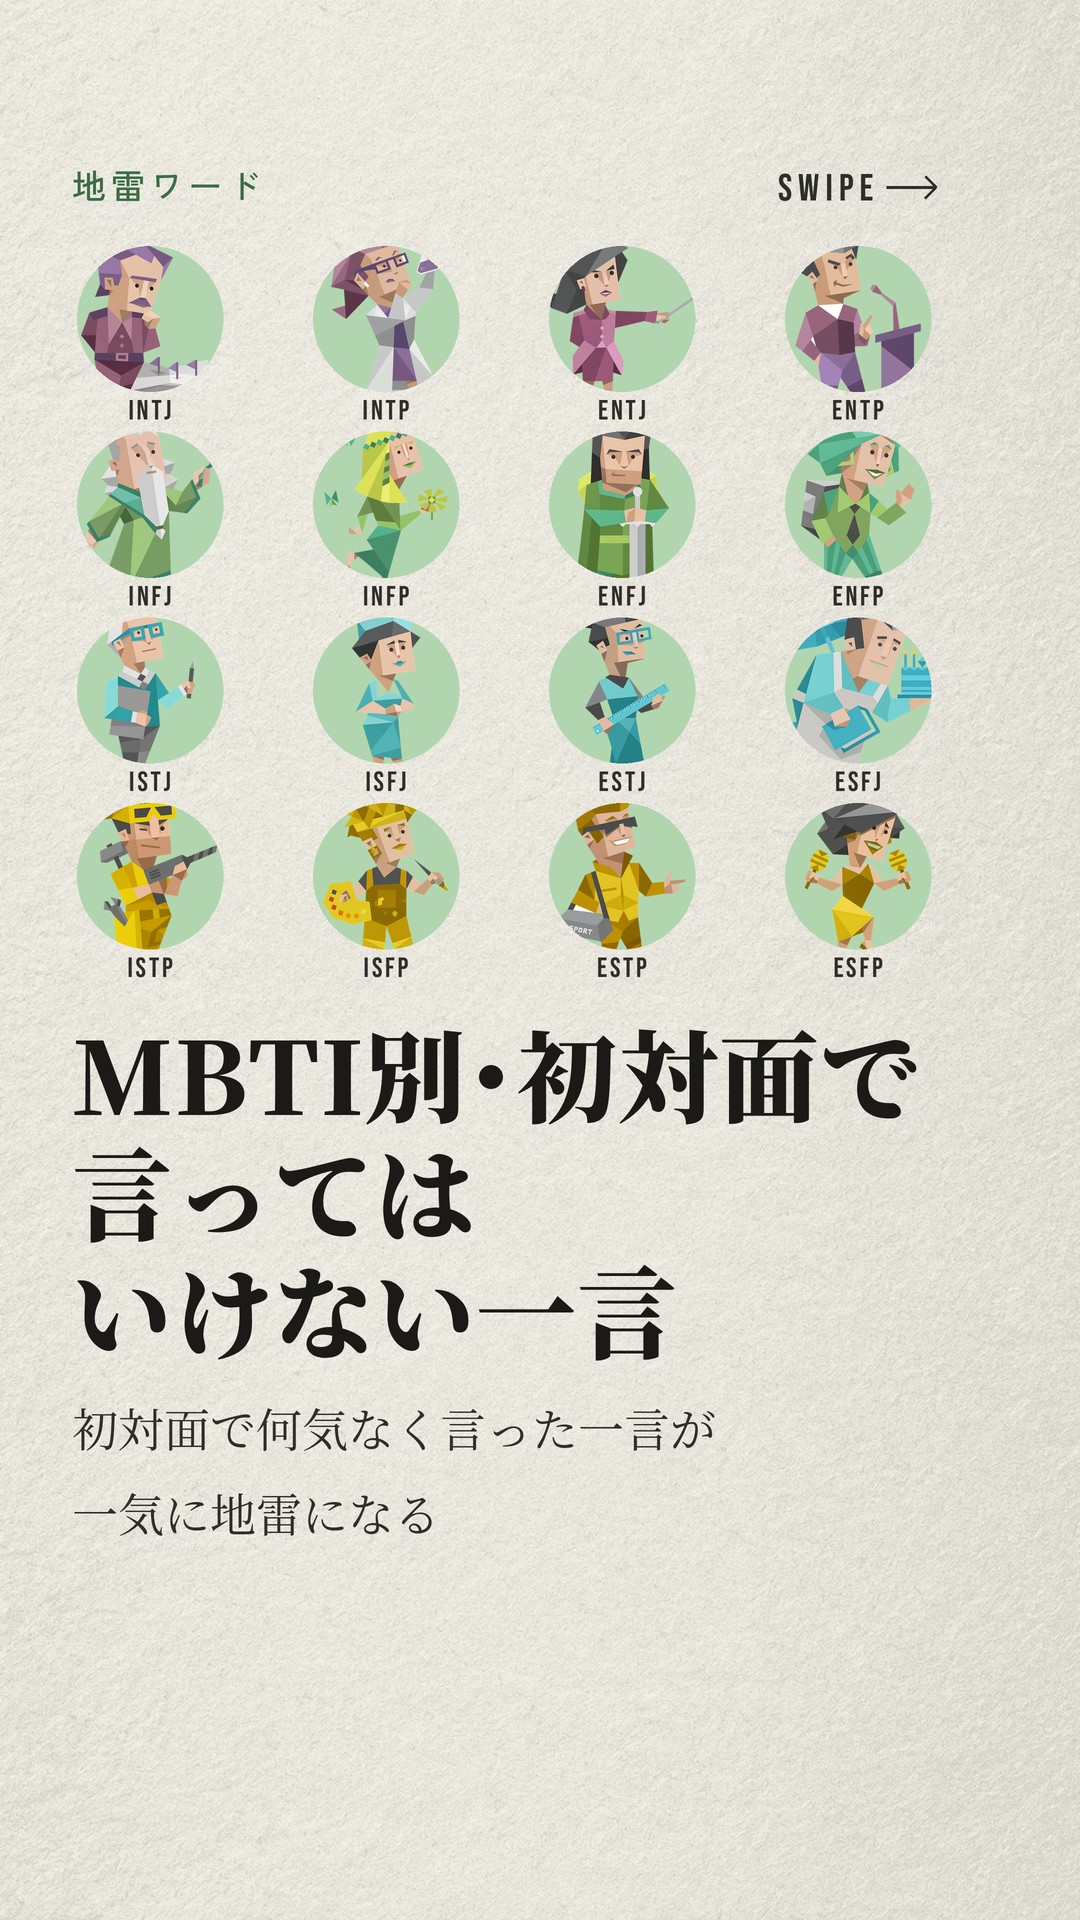 地雷ワード
SWIPE →
INTJ
INTP
ENTJ
ENTP
INFJ
INFP
ENFJ
ENFP
ISTJ
ISFJ
ESTJ
ESFJ
SPORT
ISTP
ISFP
ESTP
ESFP
MBTI別・初対面で
言っては
いけない一言
初対面で何気なく言った一言が
一気に地雷になる